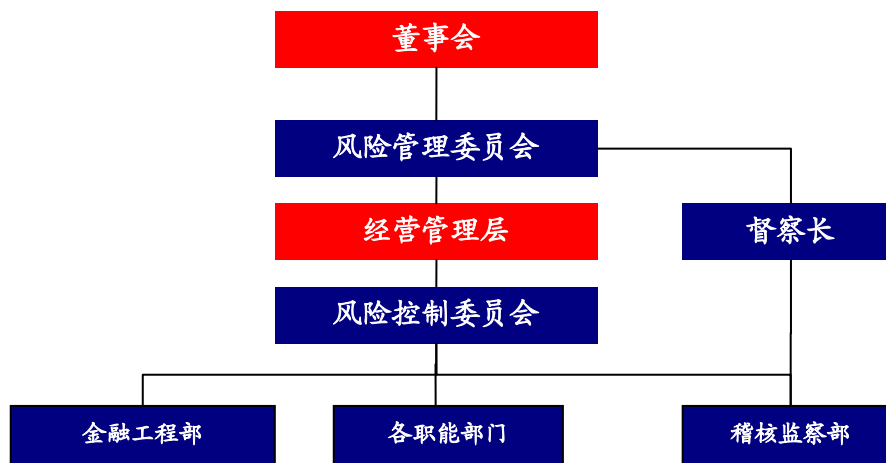 董事会
风险管理委员会
经营管理层
督察长
风险控制委员会
金融工程部
各职能部门
稽核监察部